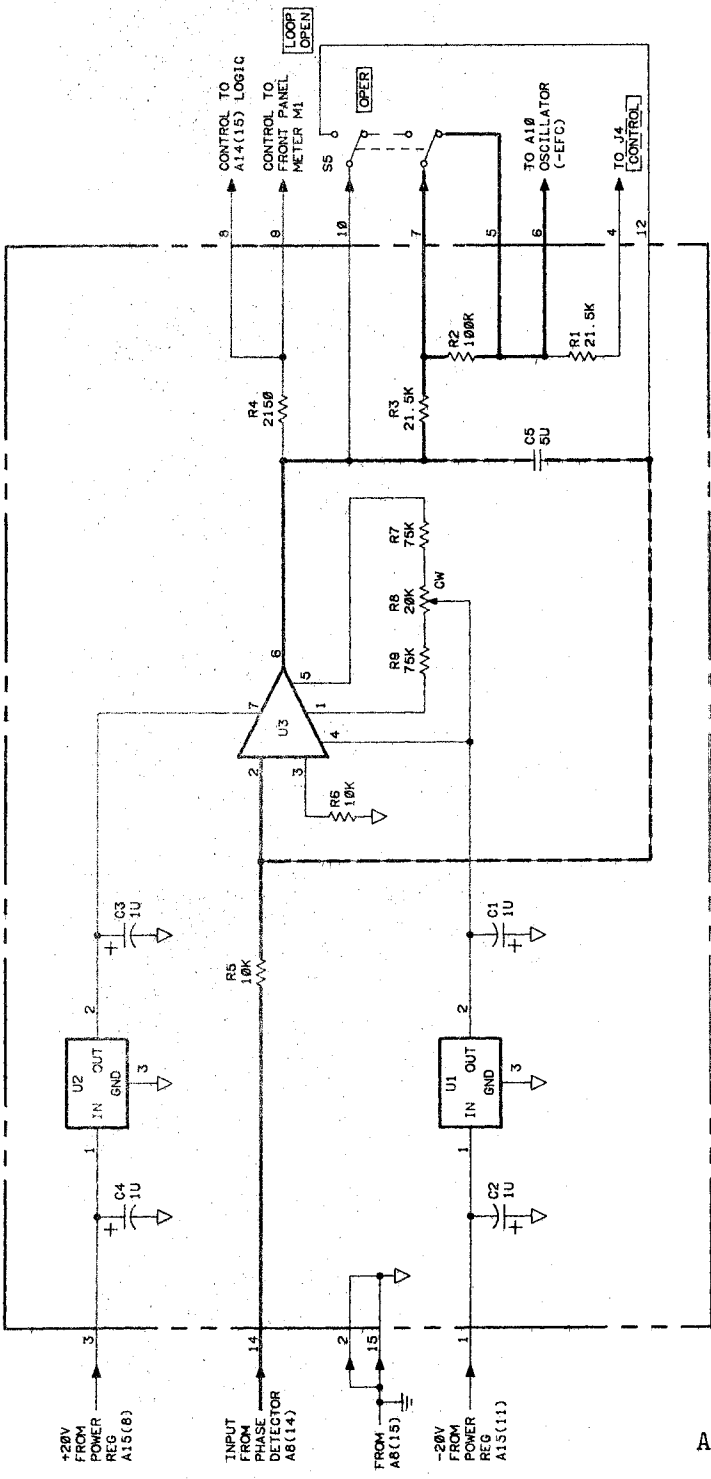 +20V
FROM
POWER
REG
A15(8)
3
1
C4
1U
+
U2
IN
OUT
GND
3
2
C3
1U
+
INPUT
FROM
PHASE
DETECTOR
A8(14)
14
R5
10K
2
3
R6
10K
7
U3
6
5
1
4
R9
75K
R8
20K
CW
R7
75K
2
15
FROM
A8(15)
-20V
FROM
POWER
REG
A15(11)
1
1
C2
1U
+
U1
IN
OUT
GND
3
2
C1
1U
+
R4
2150
R3
21.5K
R2
100K
R1
21.5K
C5
5U
8
CONTROL TO
A14(15) LOGIC
9
CONTROL TO
FRONT PANEL
METER M1
LOOP
OPEN
10
S5
OPER
7
5
6
TO A10
OSCILLATOR
(-EFC)
4
TO J4
CONTROL
12
A